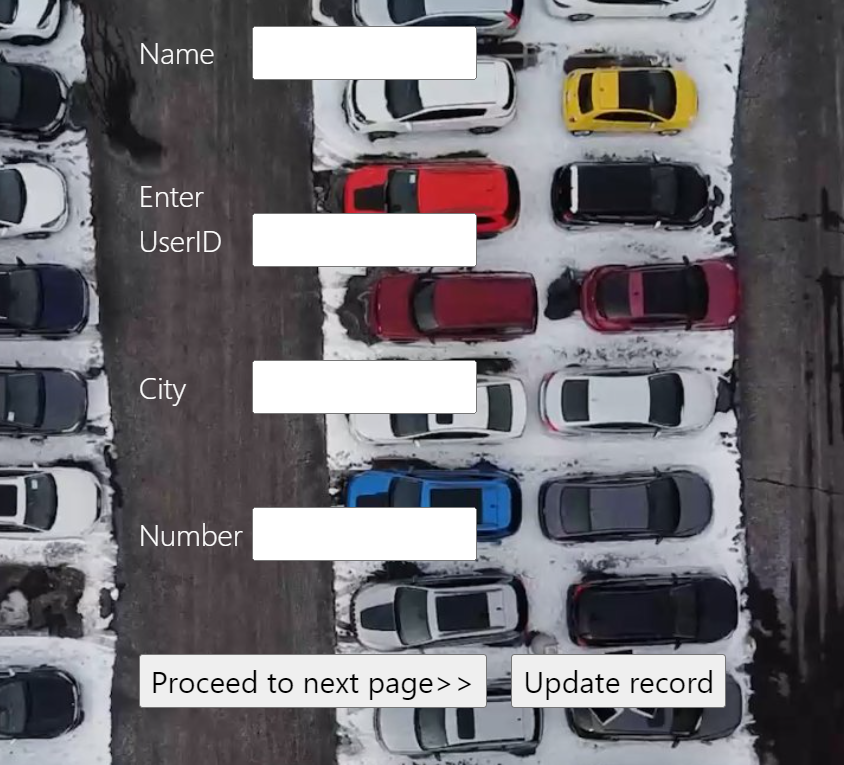 Name
Enter
UserID
City
Number
Proceed to next page>> Update record